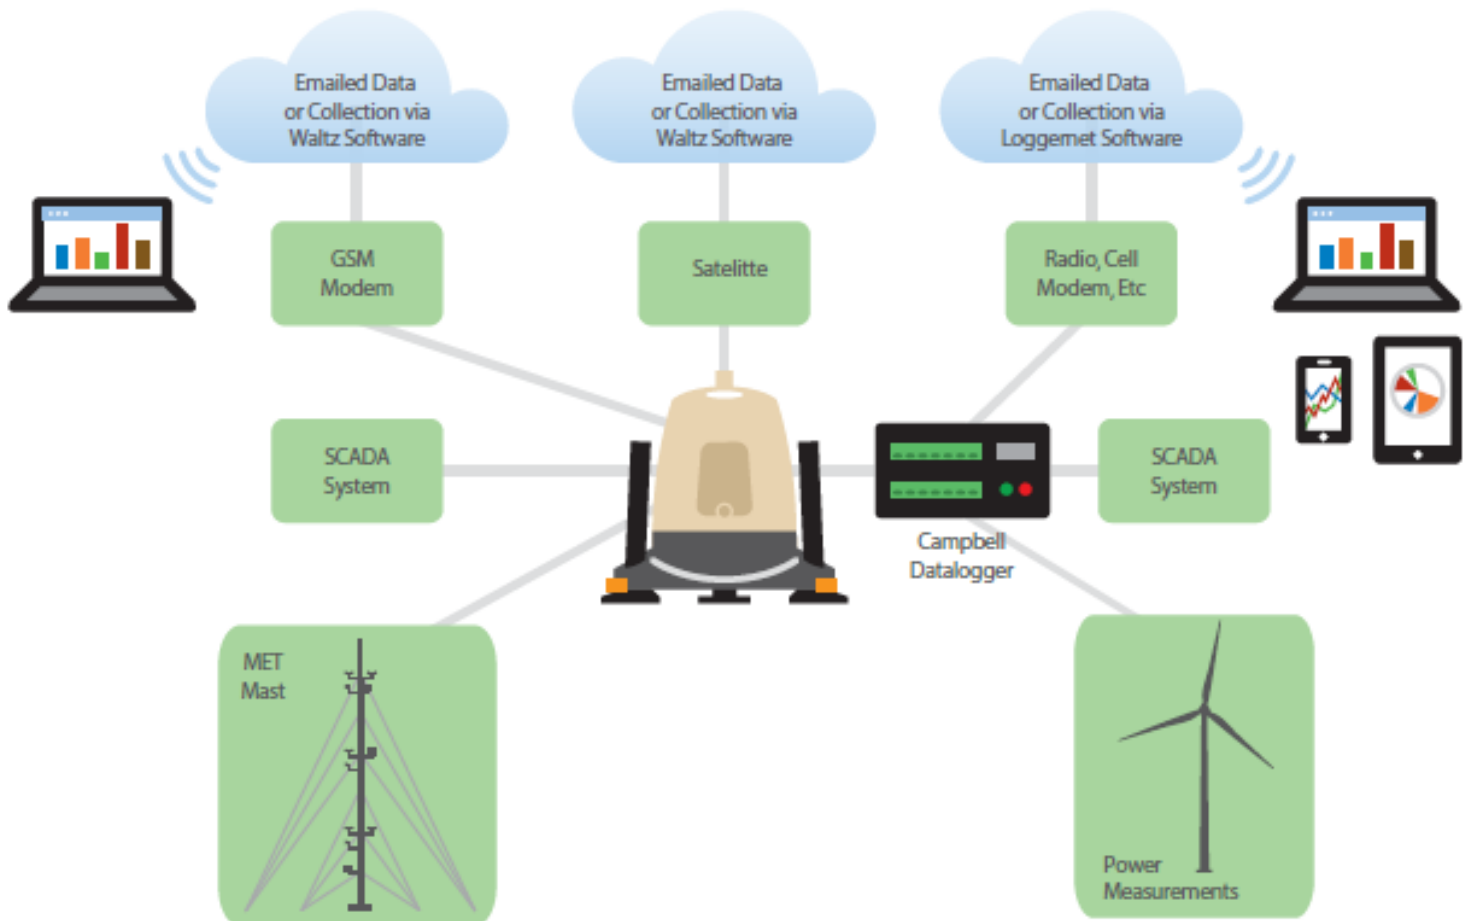 Emailed Data
or Collection via
Waltz Software
Emailed Data
or Collection via
Waltz Software
Emailed Data
or Collection via
Loggernet Software
GSM
Modem
Satelitte
Radio, Cell
Modem, Etc
SCADA
System
SCADA
System
Campbell
Datalogger
MET
Mast
Power
Measurements